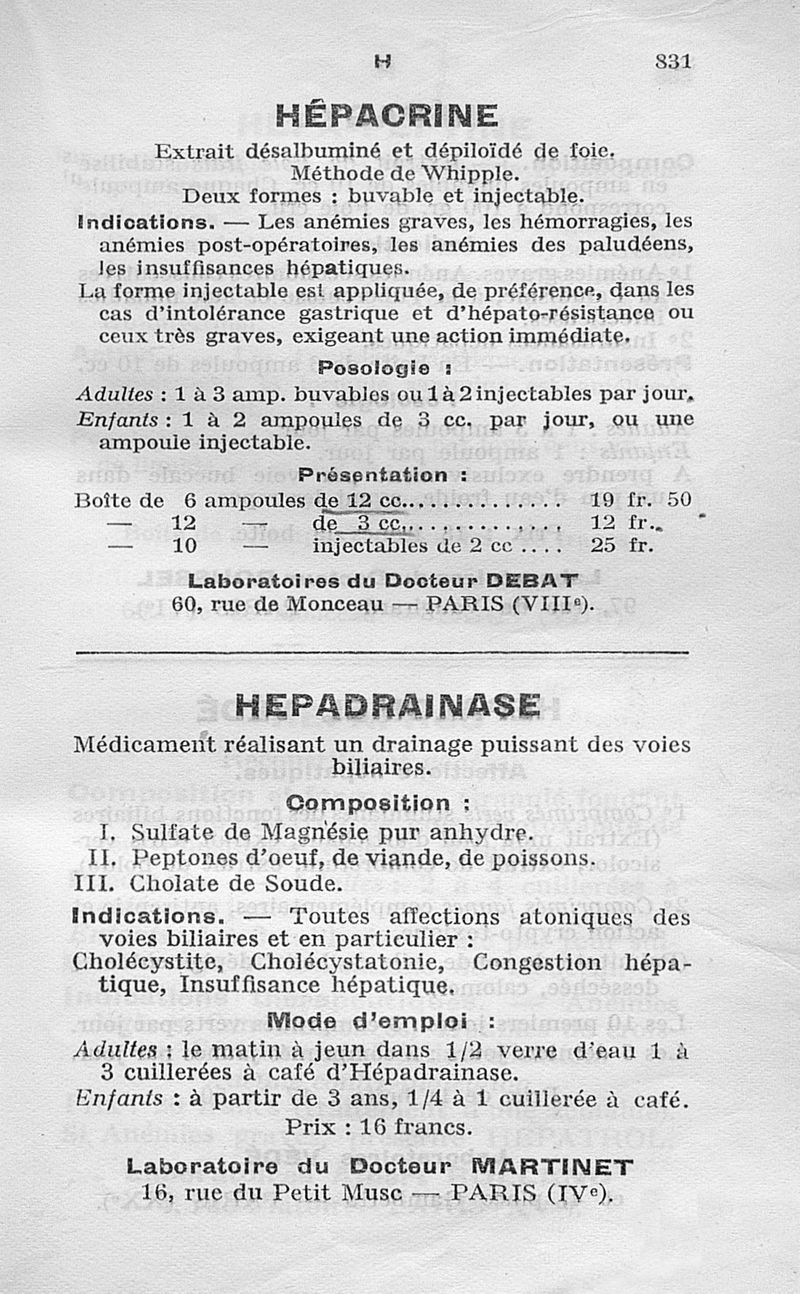 H 831
HÉPACRINE
Extrait désalbuminé et dépiloïdé de foie.
Méthode de Whipple.
Deux formes : buvable et injectable.
Indications. — Les anémies graves, les hémorragies, les
anémies post-opératoires, les anémies des paludéens,
les insuffisances hépatiques.
La forme injectable est appliquée, de préférence, dans les
cas d'intolérance gastrique et d'hépato-résistance ou
ceux très graves, exigeant une action immédiate.
Posologie :
Adultes : 1 à 3 amp. buvables ou 1 à 2 injectables par jour.
Enfants : 1 à 2 ampoules de 3 cc. par jour, ou une
ampoule injectable.
Présentation :
Boîte de 6 ampoules de 12 cc............... 19 fr. 50
— 12 — de 3 cc............... 12 fr..
— 10 — injectables de 2 cc .... 25 fr.
Laboratoires du Docteur DEBAT
60, rue de Monceau — PARIS (VIIIe).
HEPADRAINASE
Médicament réalisant un drainage puissant des voies
biliaires.
Composition :
I. Sulfate de Magnésie pur anhydre.
II. Peptones d'oeuf, de viande, de poissons.
III. Cholate de Soude.
Indications. — Toutes affections atoniques des
voies biliaires et en particulier :
Cholécystite, Cholécystatonie, Congestion hépa-
tique, Insuffisance hépatique.
Mode d'emploi :
Adultes : le matin à jeun dans 1/2 verre d'eau 1 à
3 cuillerées à café d'Hépadrainase.
Enfants : à partir de 3 ans, 1/4 à 1 cuillerée à café.
Prix : 16 francs.
Laboratoire du Docteur MARTINET
16, rue du Petit Musc — PARIS (IVe).